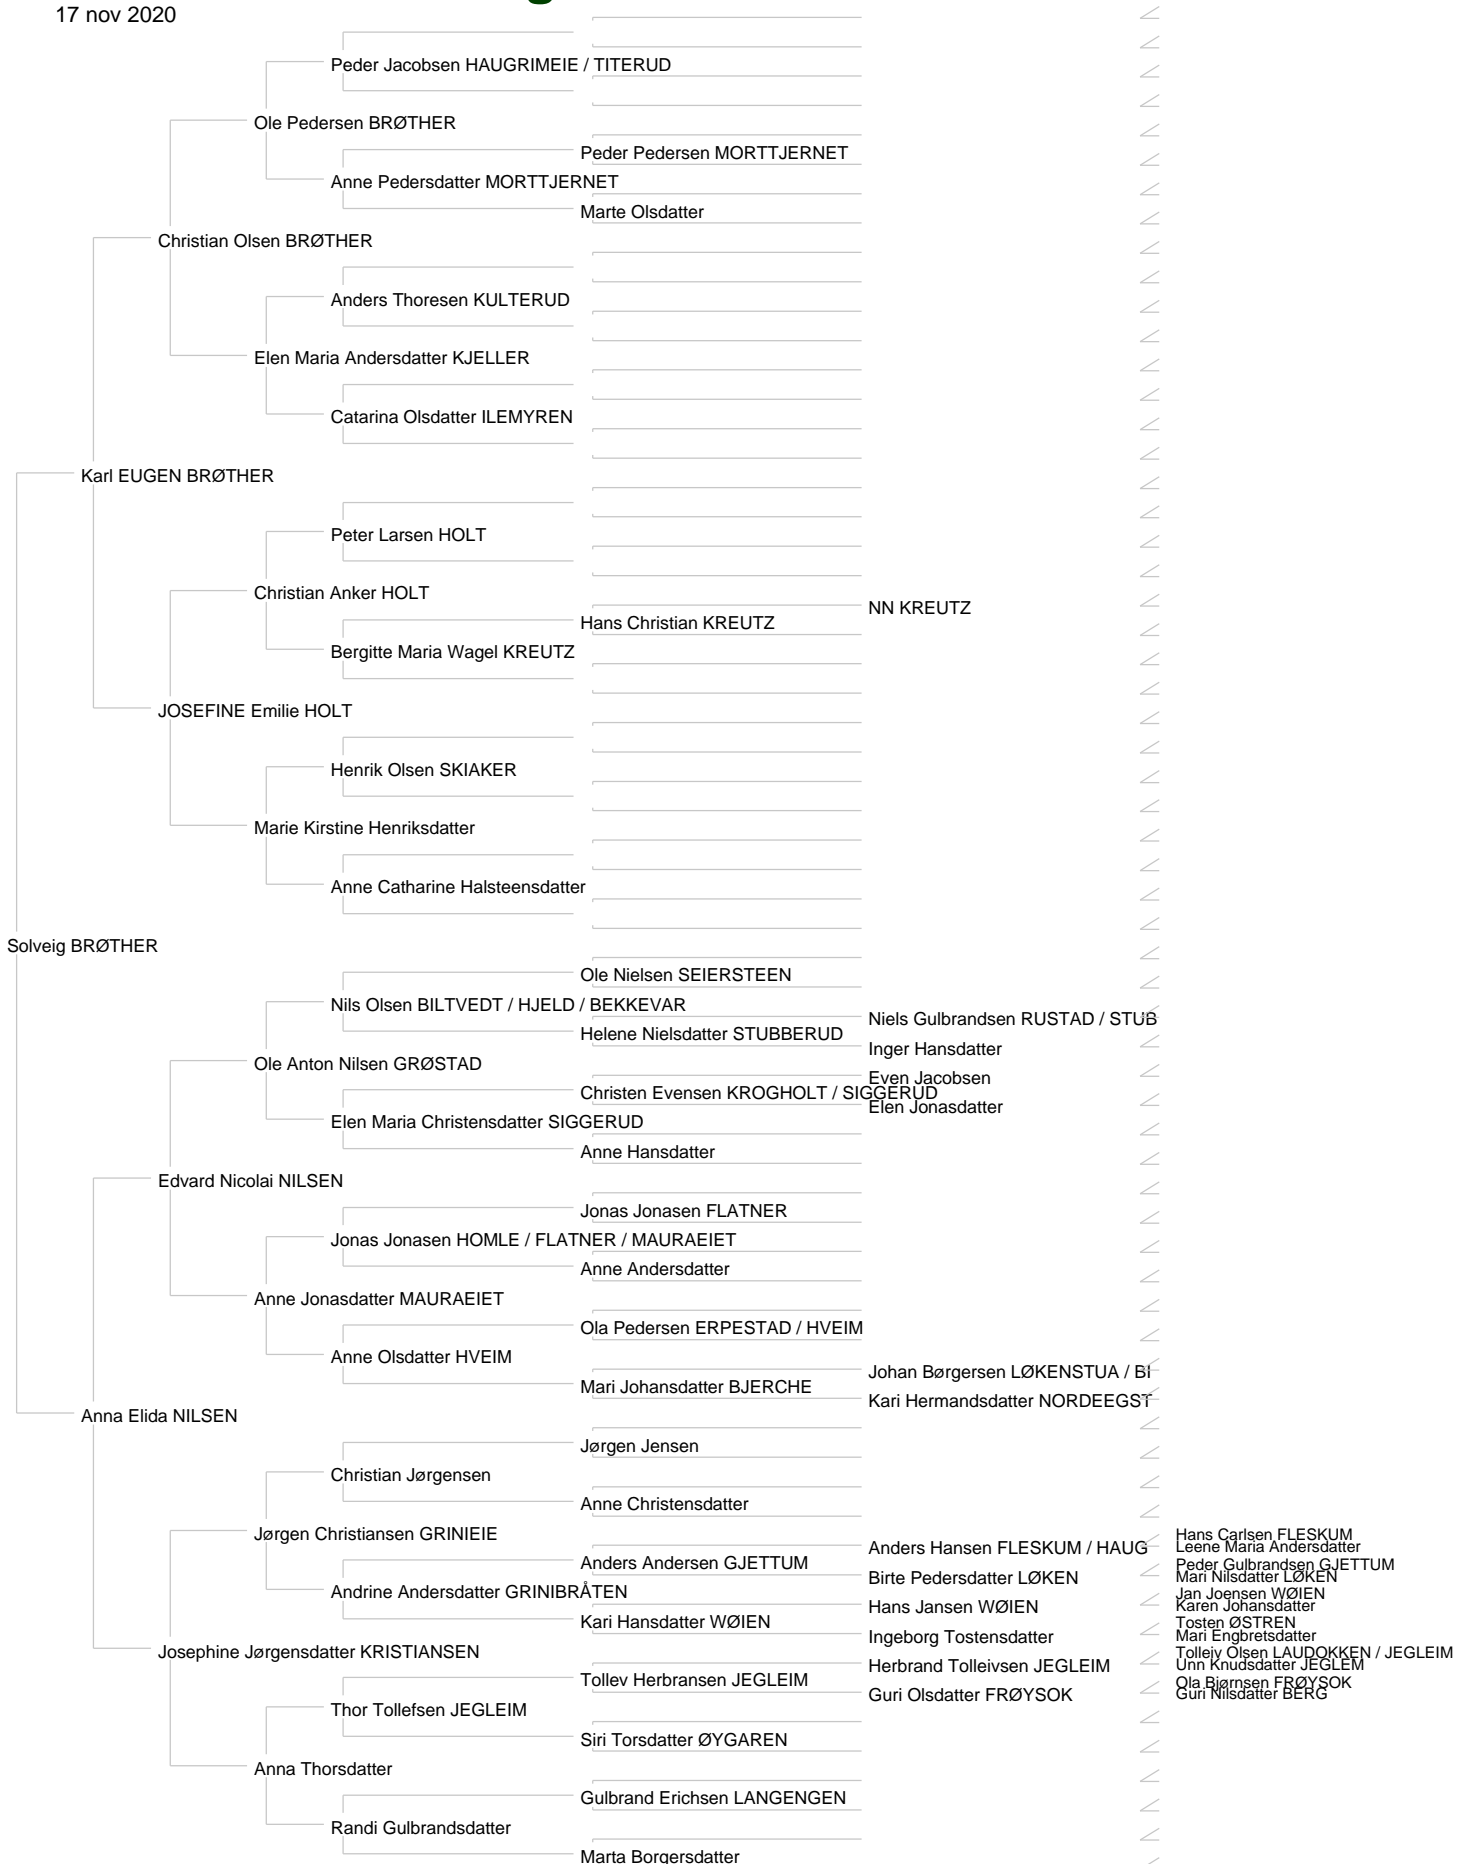 17 nov 2020
Peder Jacobsen HAUGRIMEIE / TITERUD
Ole Pedersen BRØTHER
Peder Pedersen MORTTJERNET
Anne Pedersdatter MORTTJERNET
Marte Olsdatter
Christian Olsen BRØTHER
Anders Thoresen KULTERUD
Elen Maria Andersdatter KJELLER
Catarina Olsdatter ILEMYREN
Karl EUGEN BRØTHER
Peter Larsen HOLT
Christian Anker HOLT
NN KREUTZ
Hans Christian KREUTZ
Bergitte Maria Wagel KREUTZ
JOSEFINE Emilie HOLT
Henrik Olsen SKIAKER
Marie Kirstine Henriksdatter
Anne Catharine Halsteensdatter
Solveig BRØTHER
Ole Nielsen SEIERSTEEN
Nils Olsen BILTVEDT / HJELD / BEKKEVAR
Niels Gulbrandsen RUSTAD / STUB
Helene Nielsdatter STUBBERUD
Inger Hansdatter
Ole Anton Nilsen GRØSTAD
Even Jacobsen
Christen Evensen KROGHOLT / SIGGERUD
Elen Jonasdatter
Elen Maria Christensdatter SIGGERUD
Anne Hansdatter
Edvard Nicolai NILSEN
Jonas Jonasen FLATNER
Jonas Jonasen HOMLE / FLATNER / MAURAEIET
Anne Andersdatter
Anne Jonasdatter MAURAEIET
Ola Pedersen ERPESTAD / HVEIM
Anne Olsdatter HVEIM
Johan Børgersen LØKENSTUA / BI
Mari Johansdatter BJERCHE
Kari Hermandsdatter NORDEEGST
Anna Elida NILSEN
Jørgen Jensen
Christian Jørgensen
Anne Christensdatter
Jørgen Christiansen GRINIEIE
Hans Carlsen FLESKUM
Anders Hansen FLESKUM / HAUG
Leene Maria Andersdatter
Anders Andersen GJETTUM
Peder Gulbrandsen GJETTUM
Birte Pedersdatter LØKEN
Mari Nilsdatter LØKEN
Andrine Andersdatter GRINIBRÅTEN
Jan Joensen WØIEN
Hans Jansen WØIEN
Karen Johansdatter
Kari Hansdatter WØIEN
Tosten ØSTREN
Ingeborg Tostensdatter
Mari Engbretsdatter
Josephine Jørgensdatter KRISTIANSEN
Tolleiv Olsen LAUDOKKEN / JEGLEIM
Herbrand Tolleivsen JEGLEIM
Unn Knudsdatter JEGLEM
Tollev Herbransen JEGLEIM
Ola Bjørnsen FRØYSOK
Guri Olsdatter FRØYSOK
Guri Nilsdatter BERG
Thor Tollefsen JEGLEIM
Siri Torsdatter ØYGAREN
Anna Thorsdatter
Gulbrand Erichsen LANGENGEN
Randi Gulbrandsdatter
Marta Borgersdatter